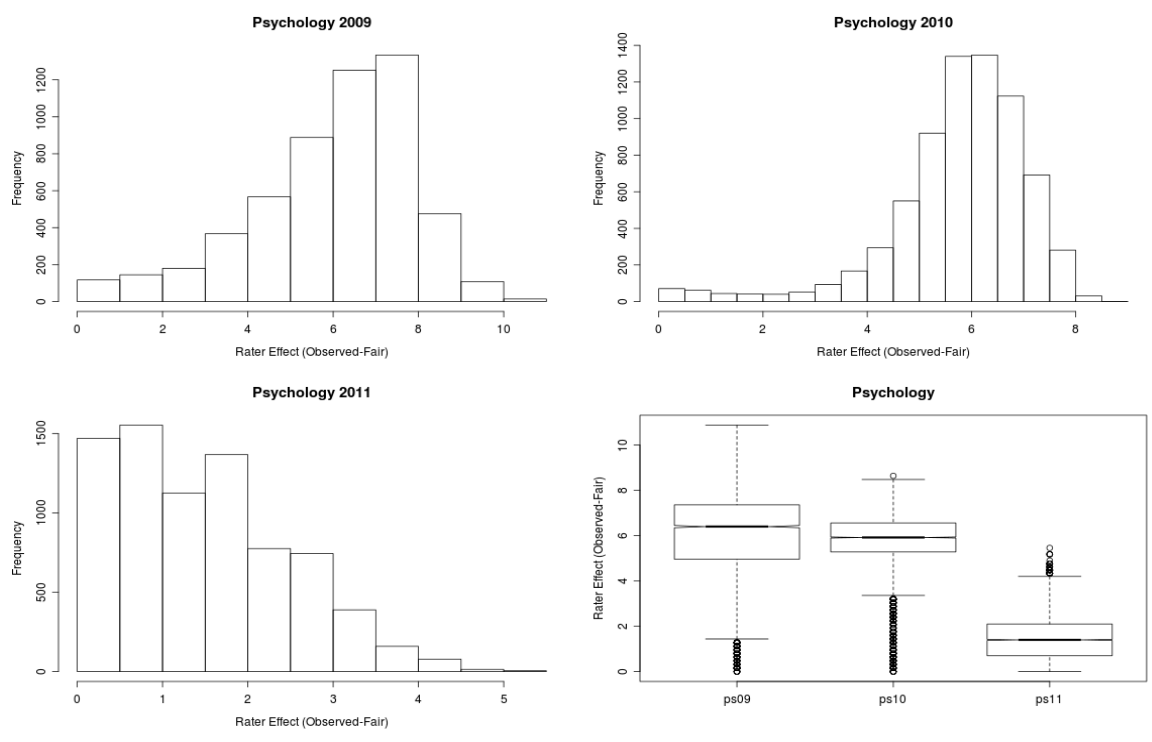 Psychology 2009
Frequency
0 200 400 600 800 1000 1200
0 2 4 6 8 10
Rater Effect (Observed-Fair)
Psychology 2010
Frequency
0 200 400 600 800 1000 1200 1400
0 2 4 6 8
Rater Effect (Observed-Fair)
Psychology 2011
Frequency
0 500 1000 1500
0 1 2 3 4 5
Rater Effect (Observed-Fair)
Psychology
Rater Effect (Observed-Fair)
0 2 4 6 8 10
ps09 ps10 ps11